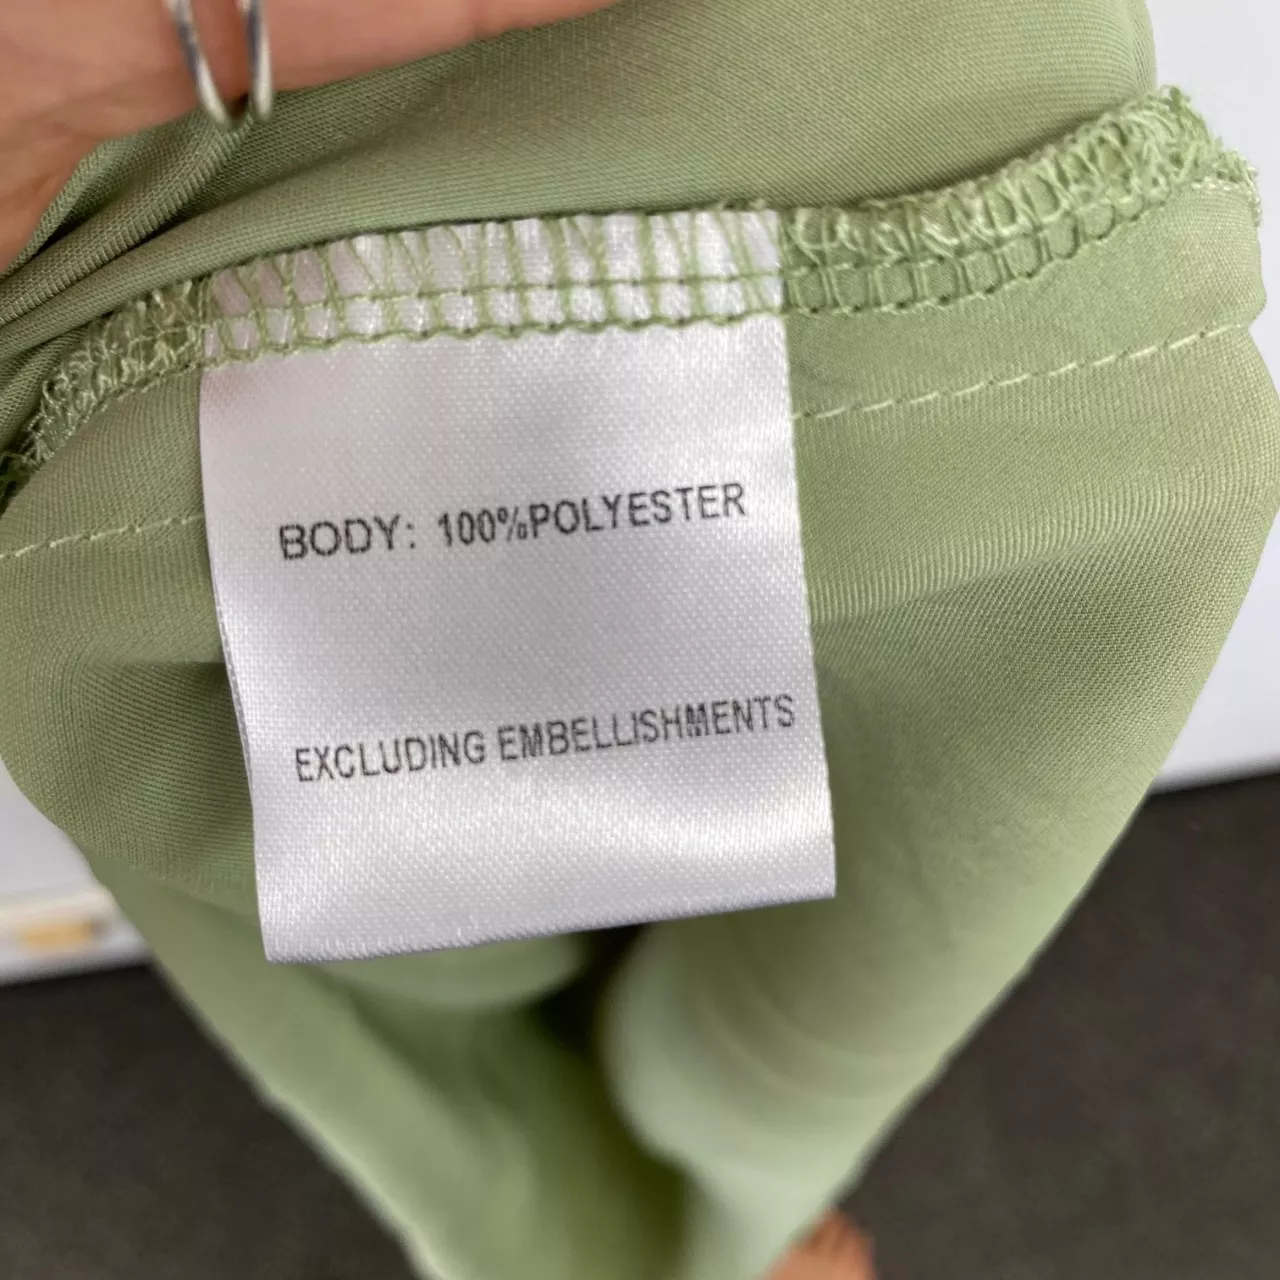 BODY: 100%POLYESTER
EXCLUDING EMBELLISHMENTS